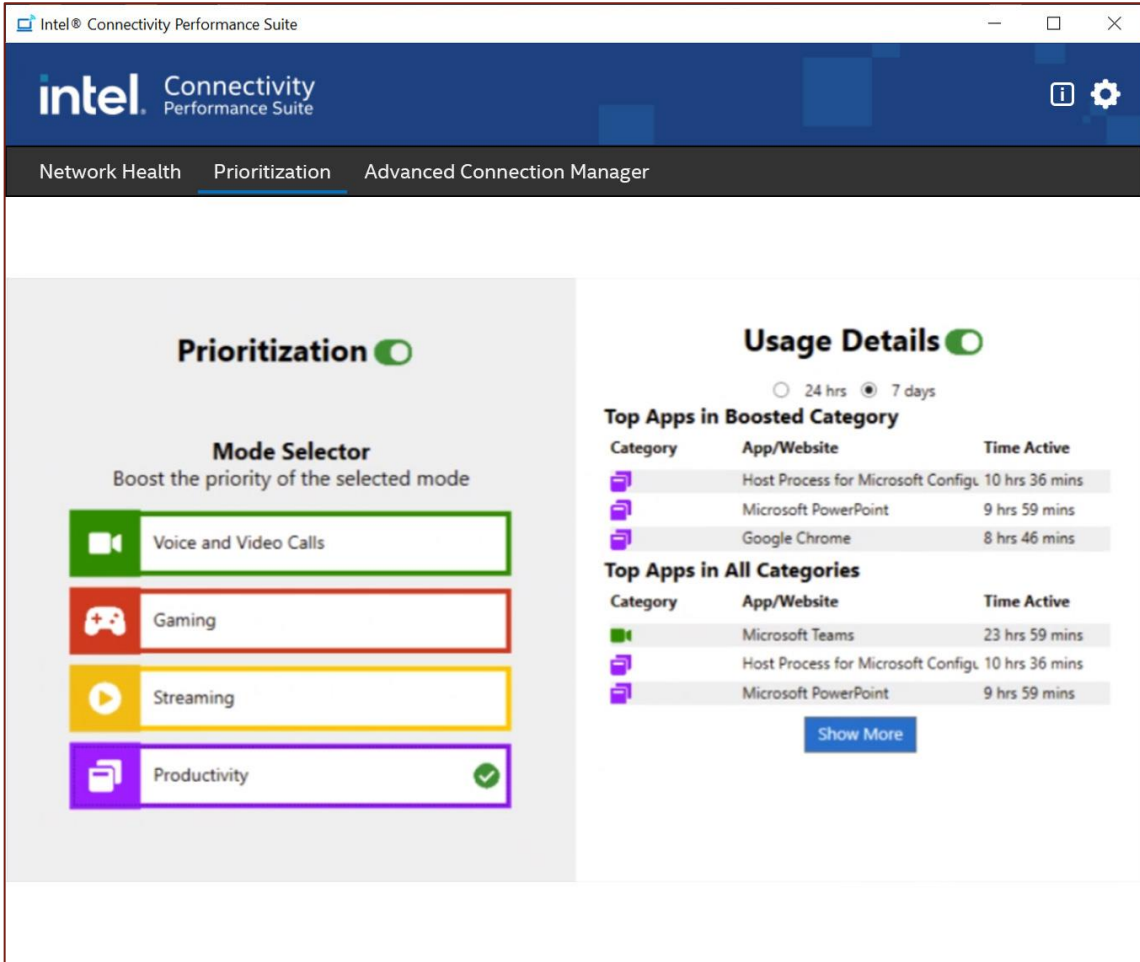 Intel® Connectivity Performance Suite
intel. Connectivity
Performance Suite
Network Health Prioritization Advanced Connection Manager
Prioritization
Mode Selector
Boost the priority of the selected mode
Voice and Video Calls
Gaming
Streaming
Productivity
Usage Details
24 hrs 7 days
Top Apps in Boosted Category
Category App/Website Time Active
Host Process for Microsoft Configu 10 hrs 36 mins
Microsoft PowerPoint 9 hrs 59 mins
Google Chrome 8 hrs 46 mins
Top Apps in All Categories
Category App/Website Time Active
Microsoft Teams 23 hrs 59 mins
Host Process for Microsoft Configu 10 hrs 36 mins
Microsoft PowerPoint 9 hrs 59 mins
Show More